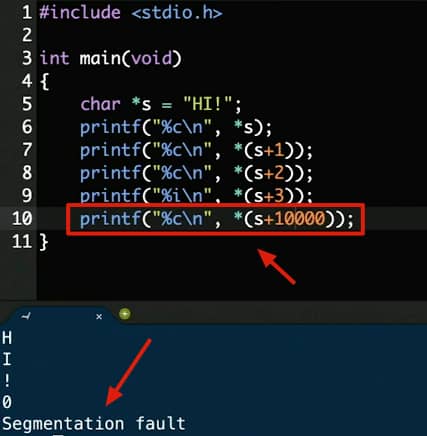 1 #include <stdio.h>
2
3 int main(void)
4 {
5     char *s = "HI!";
6     printf("%c\n", *s);
7     printf("%c\n", *(s+1));
8     printf("%c\n", *(s+2));
9     printf("%i\n", *(s+3));
10     printf("%c\n", *(s+10000));
11 }
~/ × +
H
I
!
0
Segmentation fault